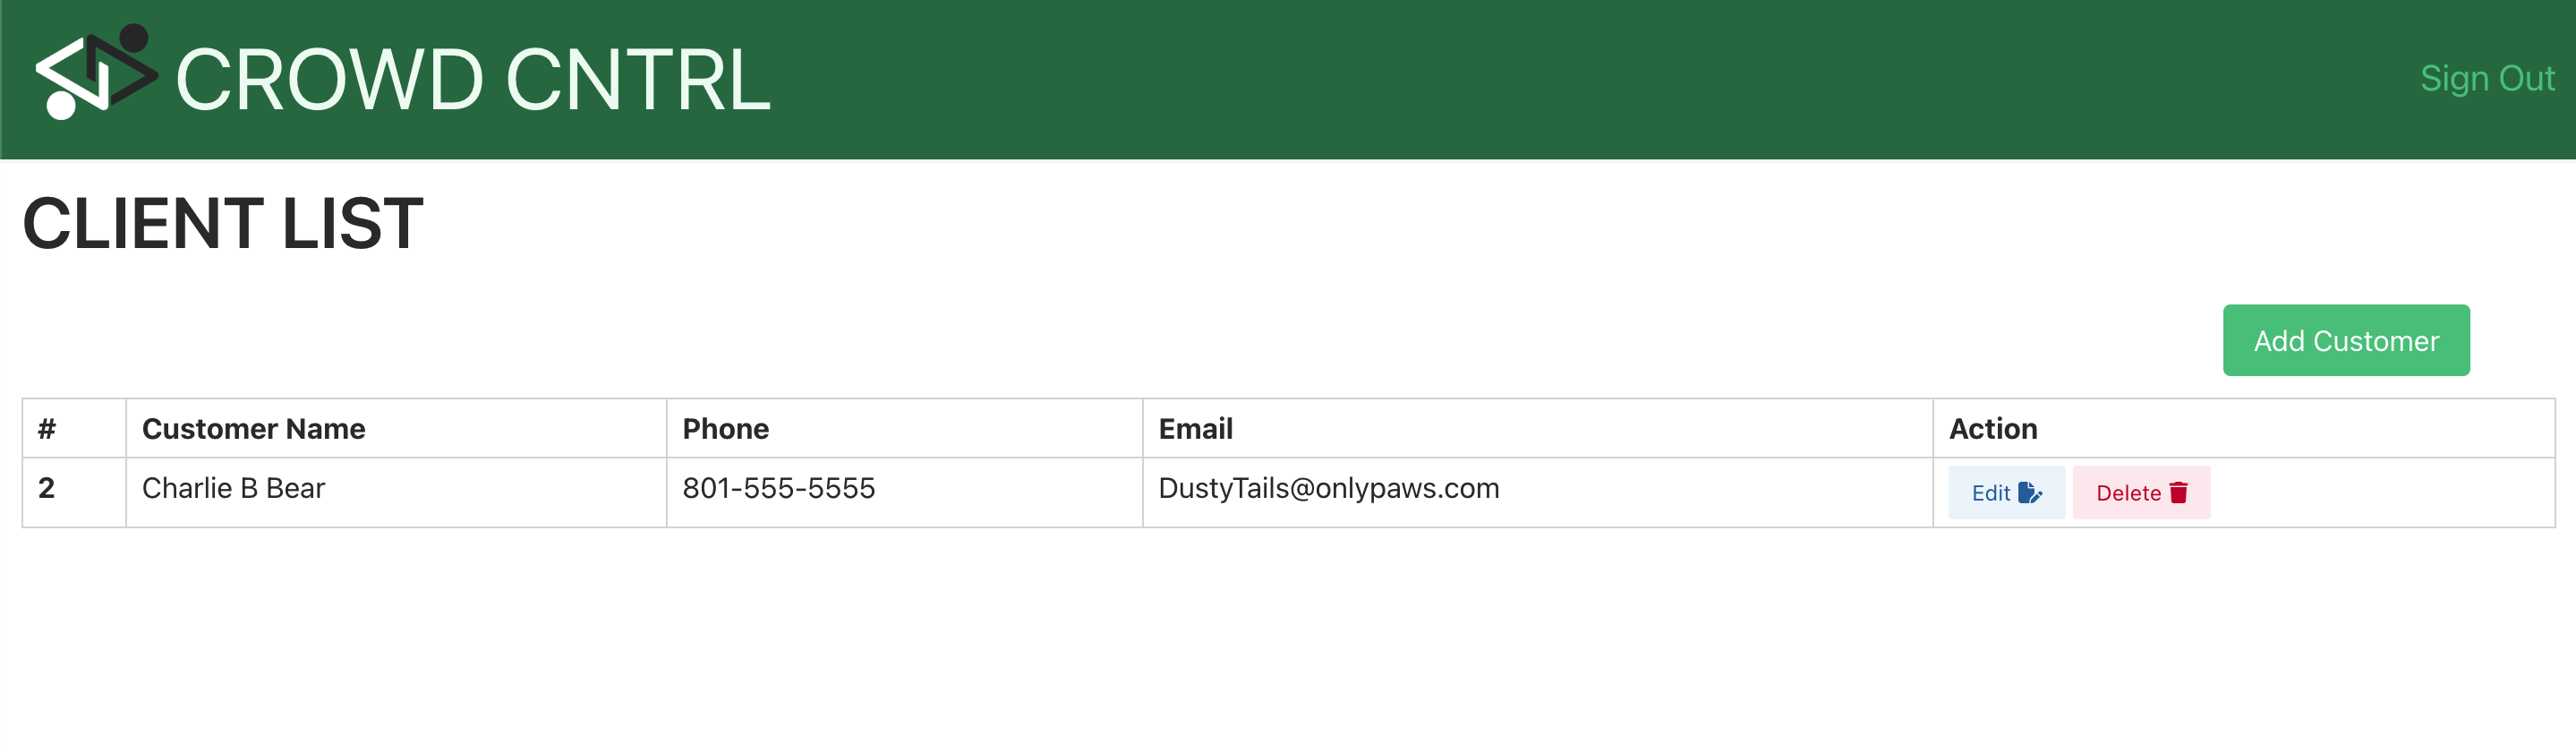 CROWD CNTRL
Sign Out
CLIENT LIST
Add Customer
# Customer Name Phone Email Action
2 Charlie B Bear 801-555-5555 DustyTails@onlypaws.com Edit Delete